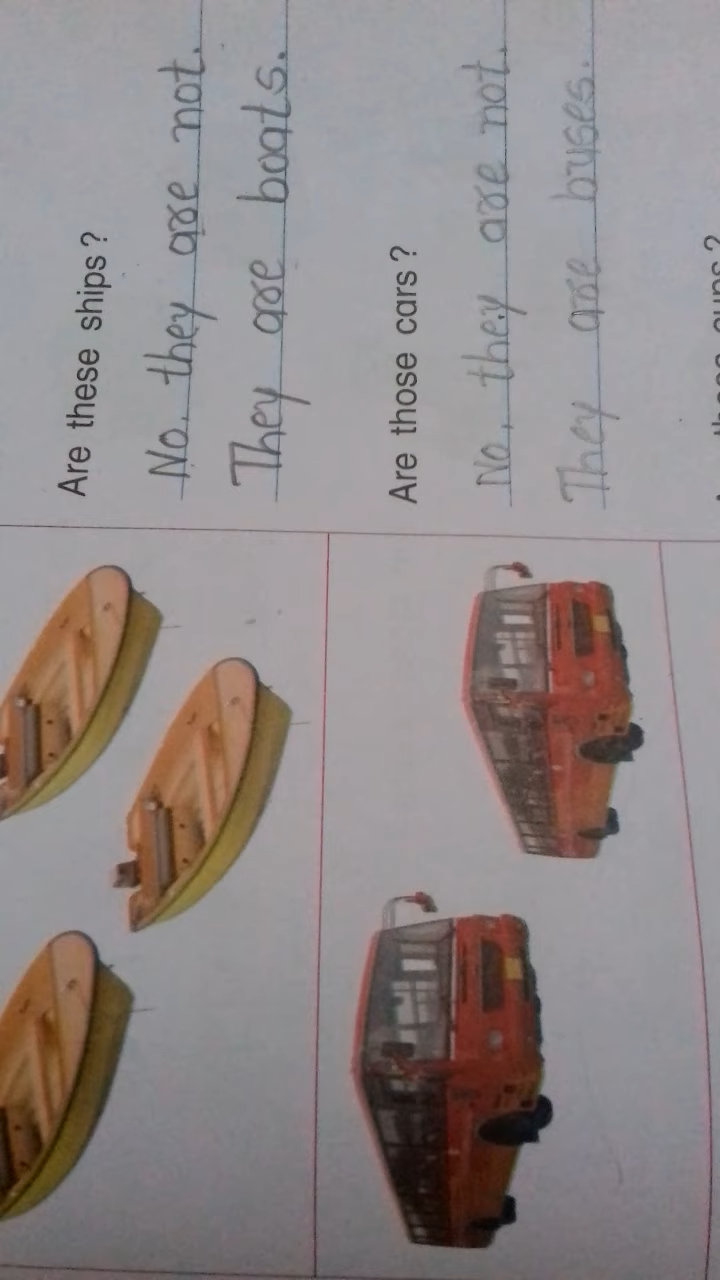 Are these ships?
No, they are not.
They are boats.
Are those cars?
No, they are not.
They are buses.